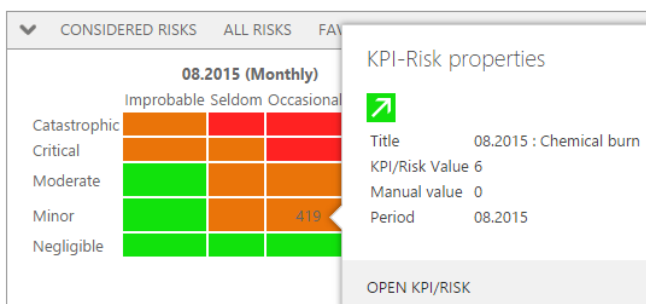 CONSIDERED RISKS ALL RISKS FAV
08.2015 (Monthly)
Improbable Seldom Occasional
Catastrophic
Critical
Moderate
Minor 419
Negligible
KPI-Risk properties
Title 08.2015 : Chemical burn
KPI/Risk Value 6
Manual value 0
Period 08.2015
OPEN KPI/RISK